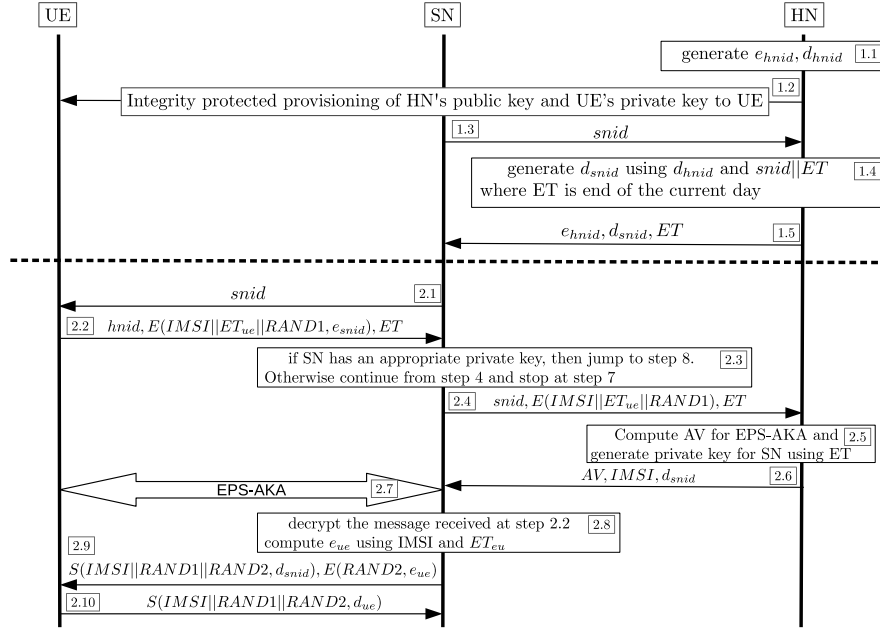 UE SN HN
generate e_hnid, d_hnid 1.1
1.2
Integrity protected provisioning of HN's public key and UE's private key to UE
1.3 snid
generate d_snid using d_hnid and snid||ET 1.4
where ET is end of the current day
e_hnid, d_snid, ET 1.5
snid 2.1
2.2 hnid, E(IMSI||ET_ue||RAND1, e_snid), ET
if SN has an appropriate private key, then jump to step 8. 2.3
Otherwise continue from step 4 and stop at step 7
2.4 snid, E(IMSI||ET_ue||RAND1), ET
Compute AV for EPS-AKA and 2.5
generate private key for SN using ET
AV, IMSI, d_snid 2.6
EPS-AKA 2.7
decrypt the message received at step 2.2 2.8
compute e_ue using IMSI and ET_eu
2.9
S(IMSI||RAND1||RAND2, d_snid), E(RAND2, e_ue)
2.10 S(IMSI||RAND1||RAND2, d_ue)